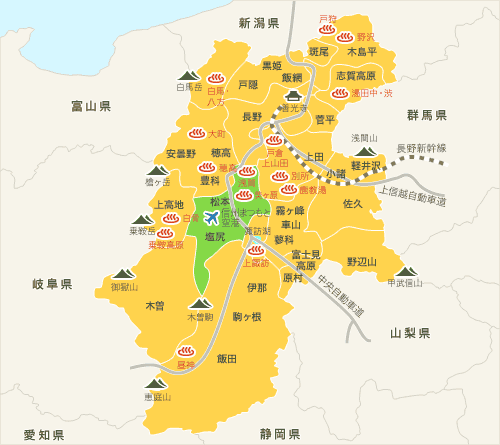 新潟県
戸狩
野沢
斑尾
木島平
黒姫
飯綱
志賀高原
白馬岳
白馬・
八方
戸隠
湯田中・渋
善光寺
富山県
長野
菅平
群馬県
大町
浅間山
戸倉
上山田
長野新幹線
安曇野
穂高
上田
軽井沢
穂高
浅間
別所
小諸
槍ヶ岳
豊科
美ヶ原
鹿教湯
上信越自動車道
松本
佐久
上高地
白骨
信州まつもと
空港
霧ヶ峰
乗鞍岳
車山
塩尻
諏訪湖
乗鞍高原
蓼科
上諏訪
富士見
高原
野辺山
御嶽山
原村
甲武信山
岐阜県
伊那
中央自動車道
木曽
木曽駒
駒ヶ根
山梨県
昼神
飯田
恵庭山
愛知県
静岡県